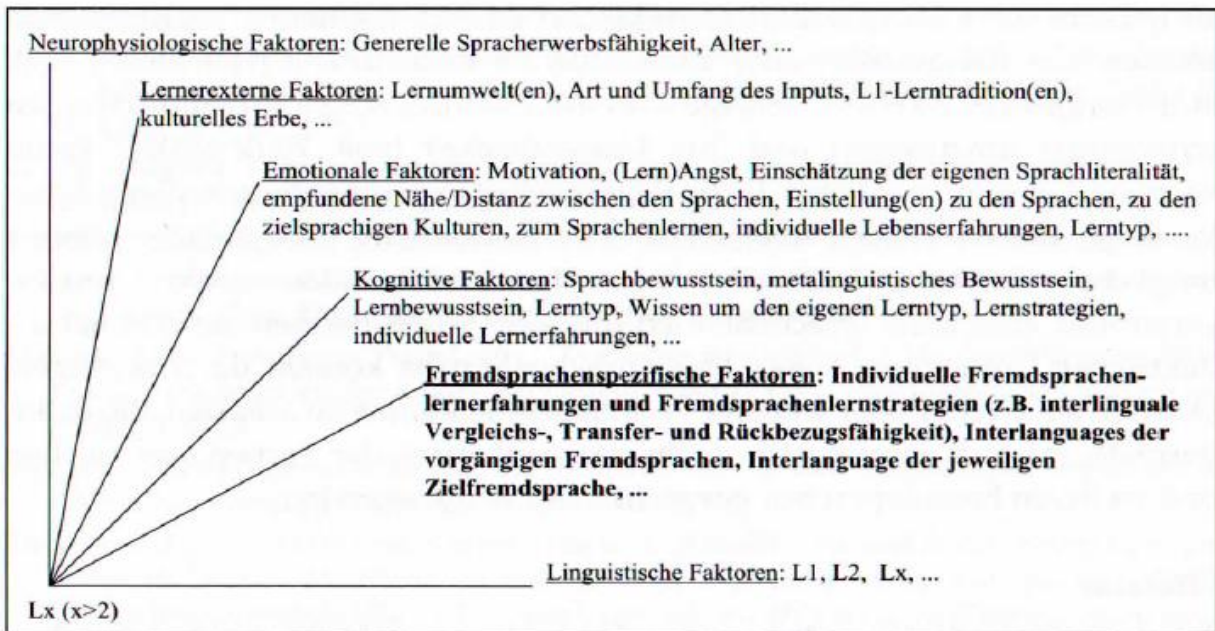 Neurophysiologische Faktoren: Generelle Spracherwerbsfähigkeit, Alter, ...
Lernerexterne Faktoren: Lernumwelt(en), Art und Umfang des Inputs, L1-Lerntradition(en),
kulturelles Erbe, ...
Emotionale Faktoren: Motivation, (Lern)Angst, Einschätzung der eigenen Sprachliteralität,
empfundene Nähe/Distanz zwischen den Sprachen, Einstellung(en) zu den Sprachen, zu den
zielsprachigen Kulturen, zum Sprachenlernen, individuelle Lebenserfahrungen, Lerntyp, ....
Kognitive Faktoren: Sprachbewusstsein, metalinguistisches Bewusstsein,
Lernbewusstsein, Lerntyp, Wissen um den eigenen Lerntyp, Lernstrategien,
individuelle Lernerfahrungen, ...
Fremdsprachenspezifische Faktoren: Individuelle Fremdsprachen-
lernerfahrungen und Fremdsprachenlernstrategien (z.B. interlinguale
Vergleichs-, Transfer- und Rückbezugsfähigkeit), Interlanguages der
vorgängigen Fremdsprachen, Interlanguage der jeweiligen
Zielfremdsprache, ...
Linguistische Faktoren: L1, L2, Lx, ...
Lx (x>2)